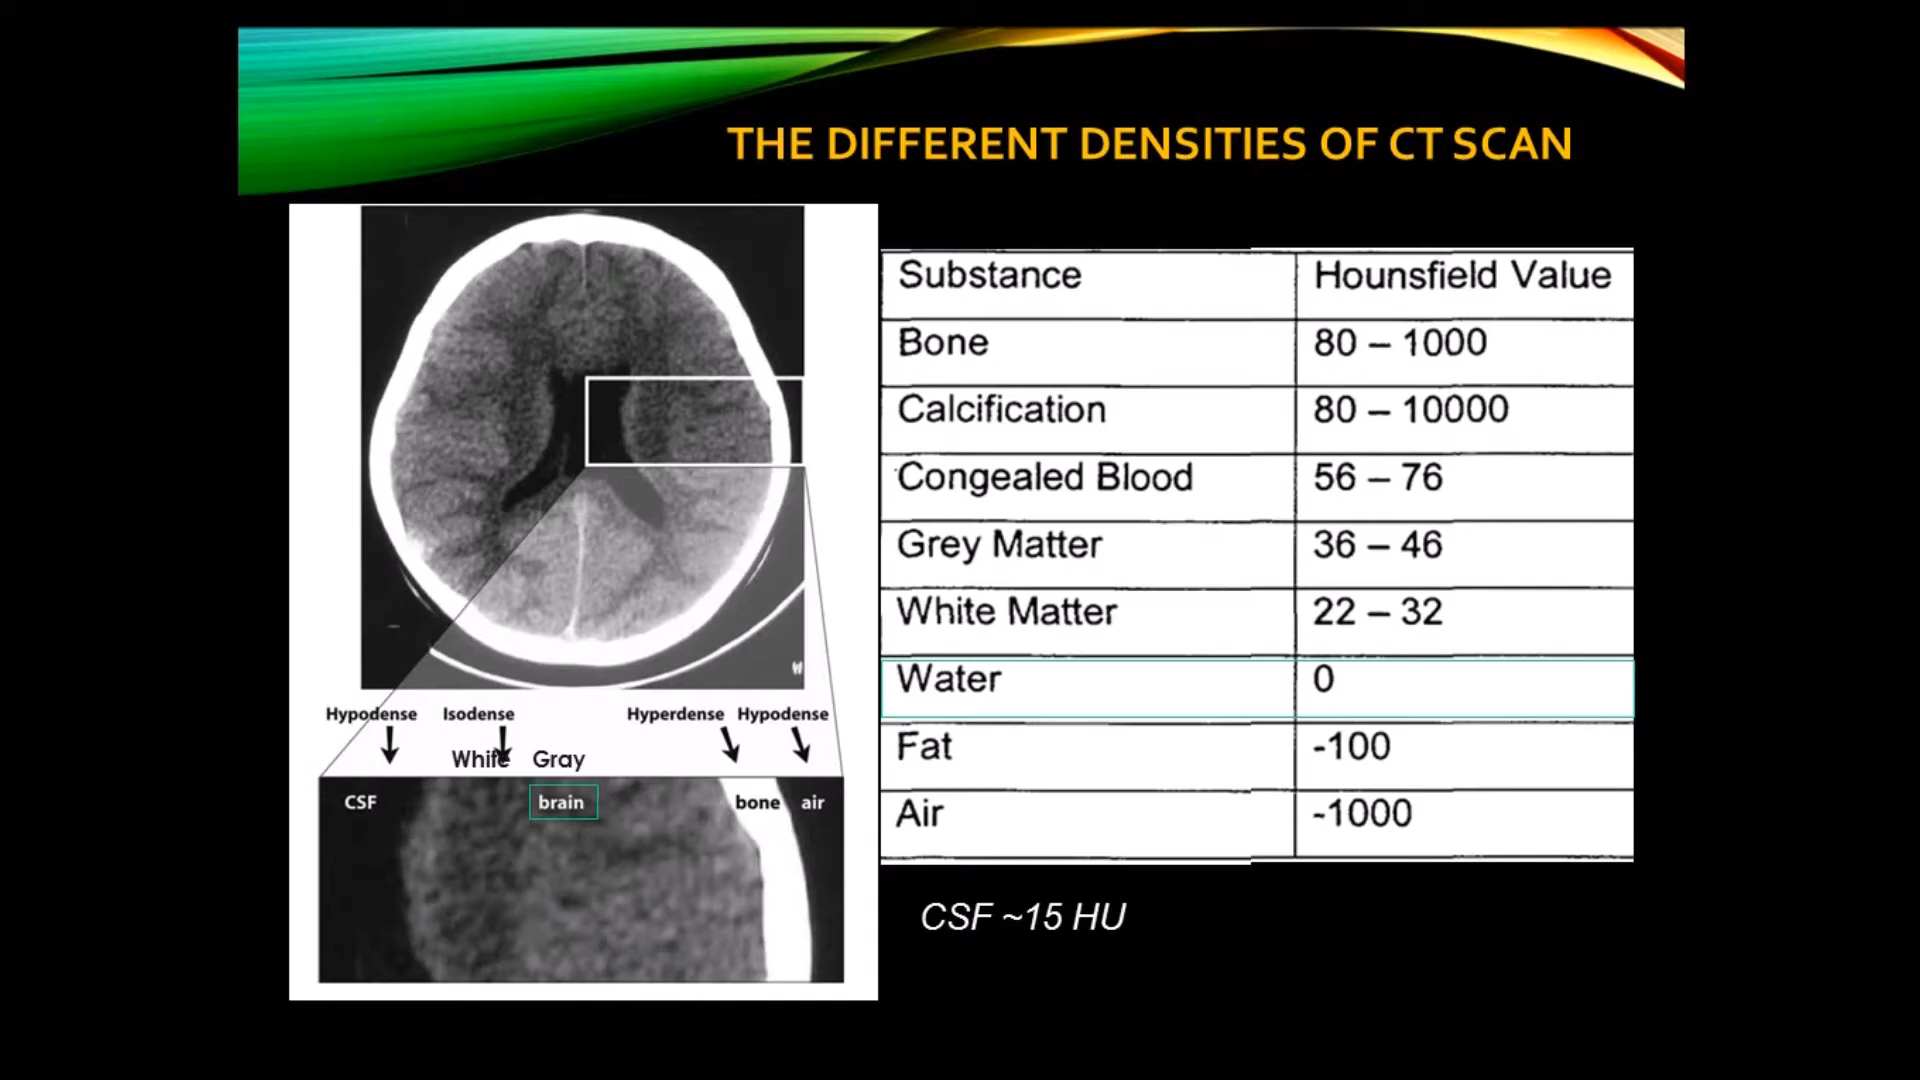 THE DIFFERENT DENSITIES OF CT SCAN
W
Hypodense Isodense Hyperdense Hypodense
White Gray
CSF brain bone air
Substance Hounsfield Value
Bone 80 – 1000
Calcification 80 – 10000
Congealed Blood 56 – 76
Grey Matter 36 – 46
White Matter 22 – 32
Water 0
Fat -100
Air -1000
CSF ~15 HU